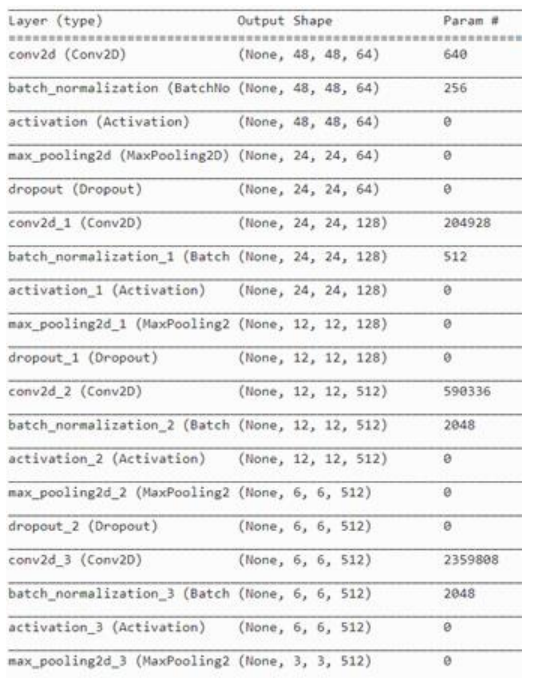 Layer (type) Output Shape Param #
conv2d (Conv2D) (None, 48, 48, 64) 640
batch_normalization (BatchNo (None, 48, 48, 64) 256
activation (Activation) (None, 48, 48, 64) 0
max_pooling2d (MaxPooling2D) (None, 24, 24, 64) 0
dropout (Dropout) (None, 24, 24, 64) 0
conv2d_1 (Conv2D) (None, 24, 24, 128) 204928
batch_normalization_1 (Batch (None, 24, 24, 128) 512
activation_1 (Activation) (None, 24, 24, 128) 0
max_pooling2d_1 (MaxPooling2 (None, 12, 12, 128) 0
dropout_1 (Dropout) (None, 12, 12, 128) 0
conv2d_2 (Conv2D) (None, 12, 12, 512) 590336
batch_normalization_2 (Batch (None, 12, 12, 512) 2048
activation_2 (Activation) (None, 12, 12, 512) 0
max_pooling2d_2 (MaxPooling2 (None, 6, 6, 512) 0
dropout_2 (Dropout) (None, 6, 6, 512) 0
conv2d_3 (Conv2D) (None, 6, 6, 512) 2359808
batch_normalization_3 (Batch (None, 6, 6, 512) 2048
activation_3 (Activation) (None, 6, 6, 512) 0
max_pooling2d_3 (MaxPooling2 (None, 3, 3, 512) 0